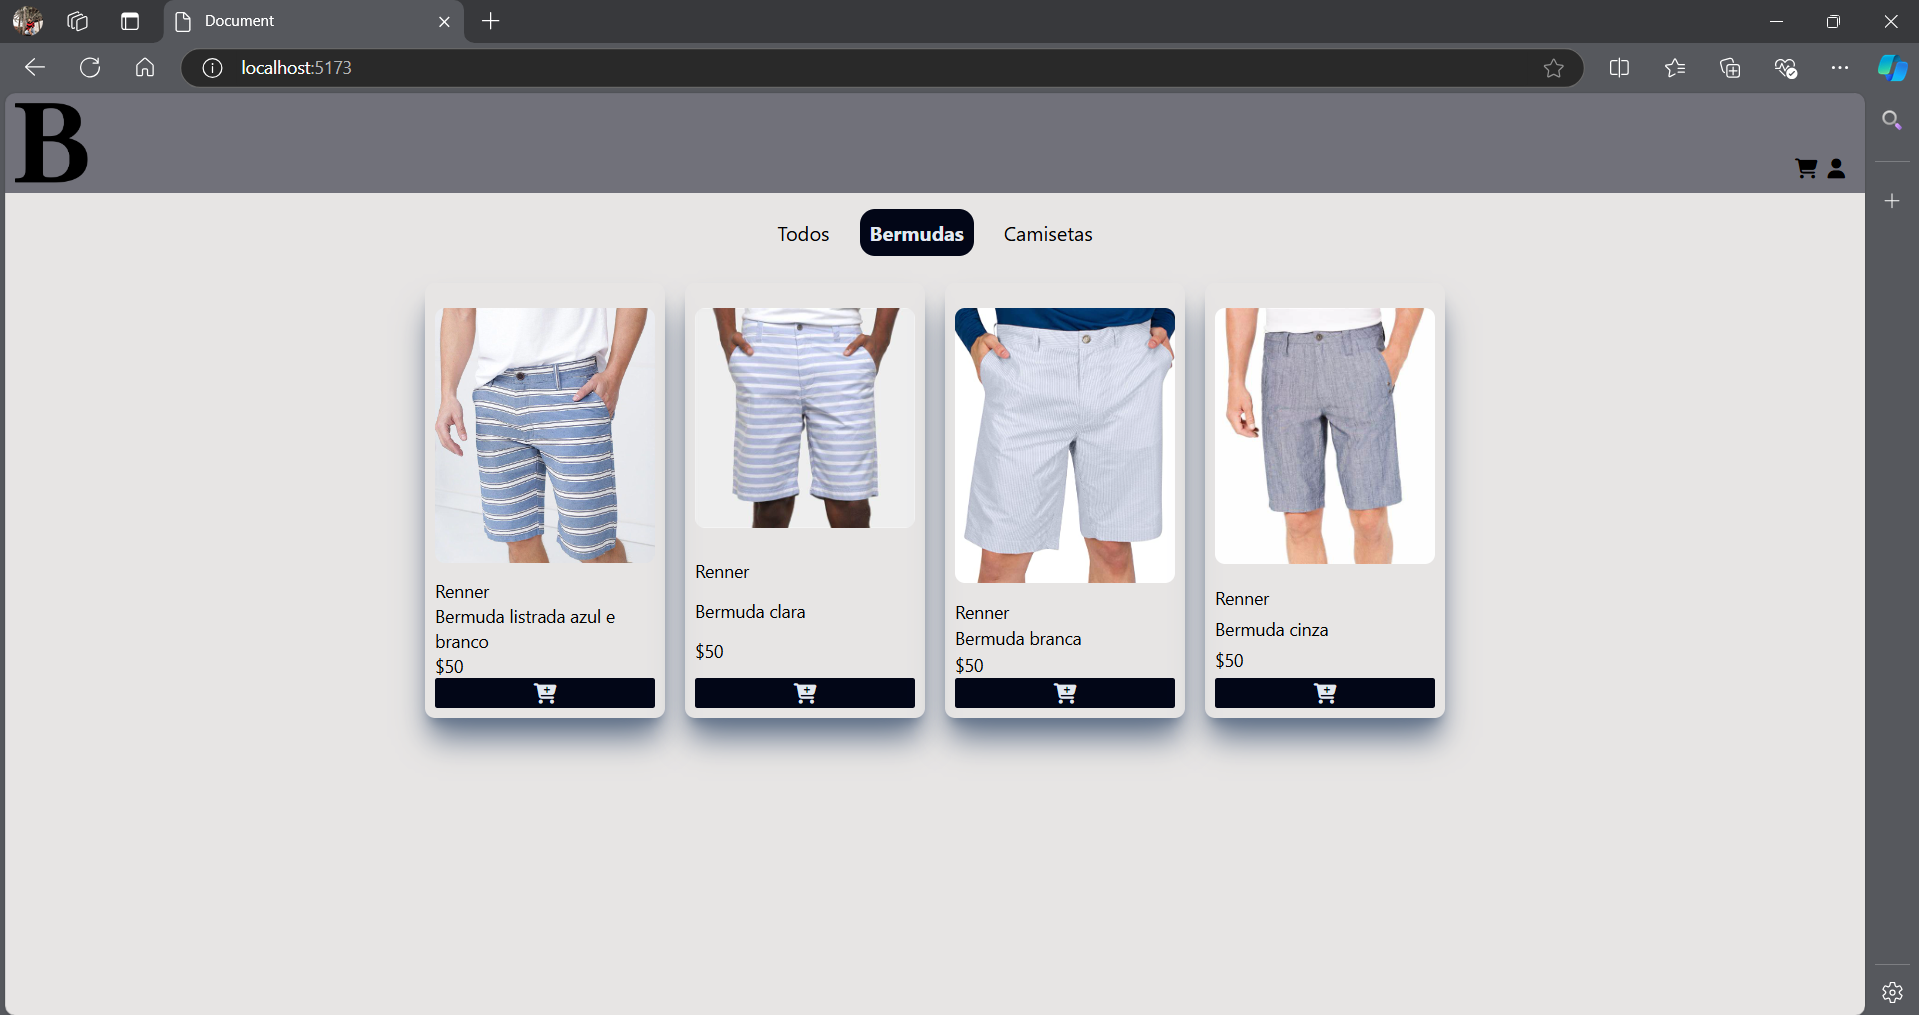 Document
localhost:5173
B
Todos
Bermudas
Camisetas
Renner
Bermuda listrada azul e
branco
$50
Renner
Bermuda clara
$50
Renner
Bermuda branca
$50
Renner
Bermuda cinza
$50